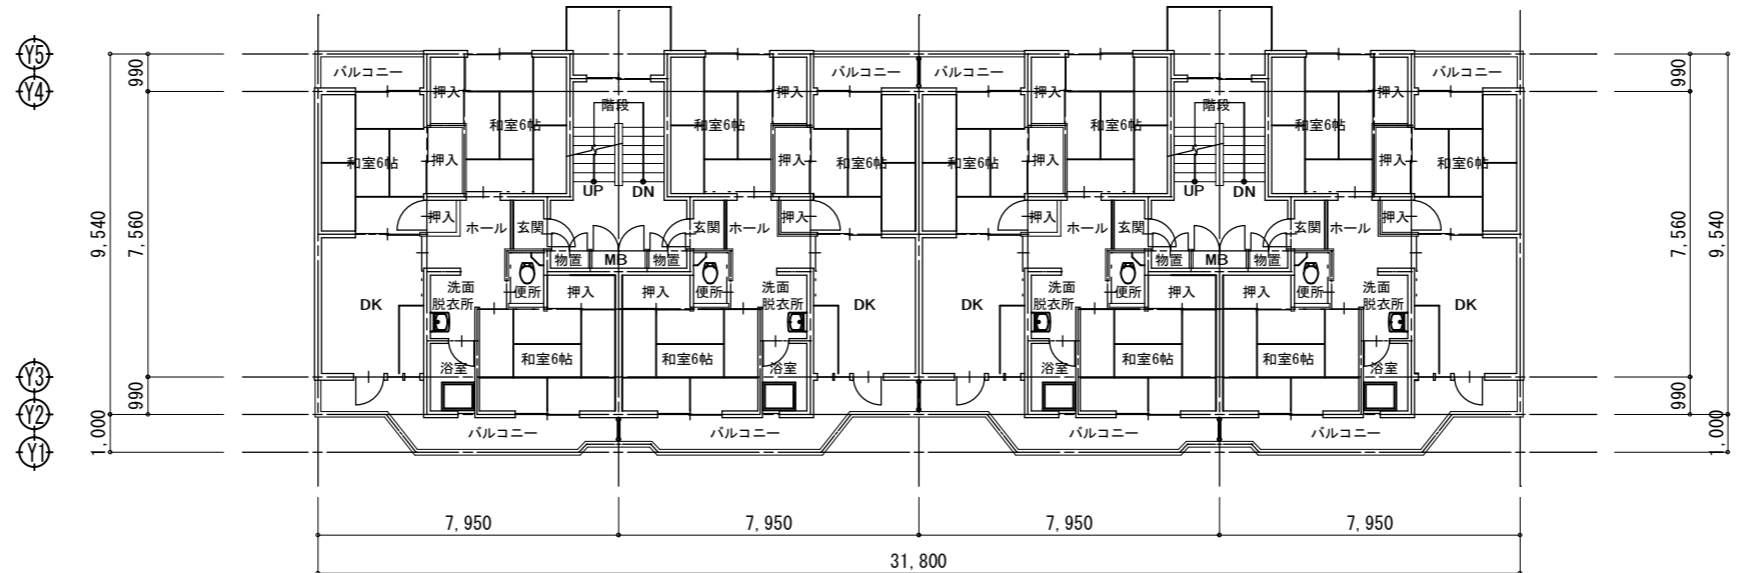 Y5
Y4
Y3
Y2
Y1
990
7,560
990
9,540
1,000
990
7,560
990
9,540
1,000
バルコニー
バルコニー
バルコニー
バルコニー
押入
階段
押入
押入
階段
押入
和室6帖
和室6帖
和室6帖
和室6帖
和室6帖
押入
押入
和室6帖
和室6帖
押入
押入
和室6帖
UP
DN
UP
DN
押入
ホール
玄関
玄関
ホール
押入
押入
ホール
玄関
玄関
ホール
押入
物置
MB
物置
物置
MB
物置
洗面
脱衣所
便所
押入
押入
便所
洗面
脱衣所
洗面
脱衣所
便所
押入
押入
便所
洗面
脱衣所
DK
DK
DK
DK
浴室
和室6帖
和室6帖
浴室
浴室
和室6帖
和室6帖
浴室
バルコニー
バルコニー
バルコニー
バルコニー
7,950
7,950
7,950
7,950
31,800